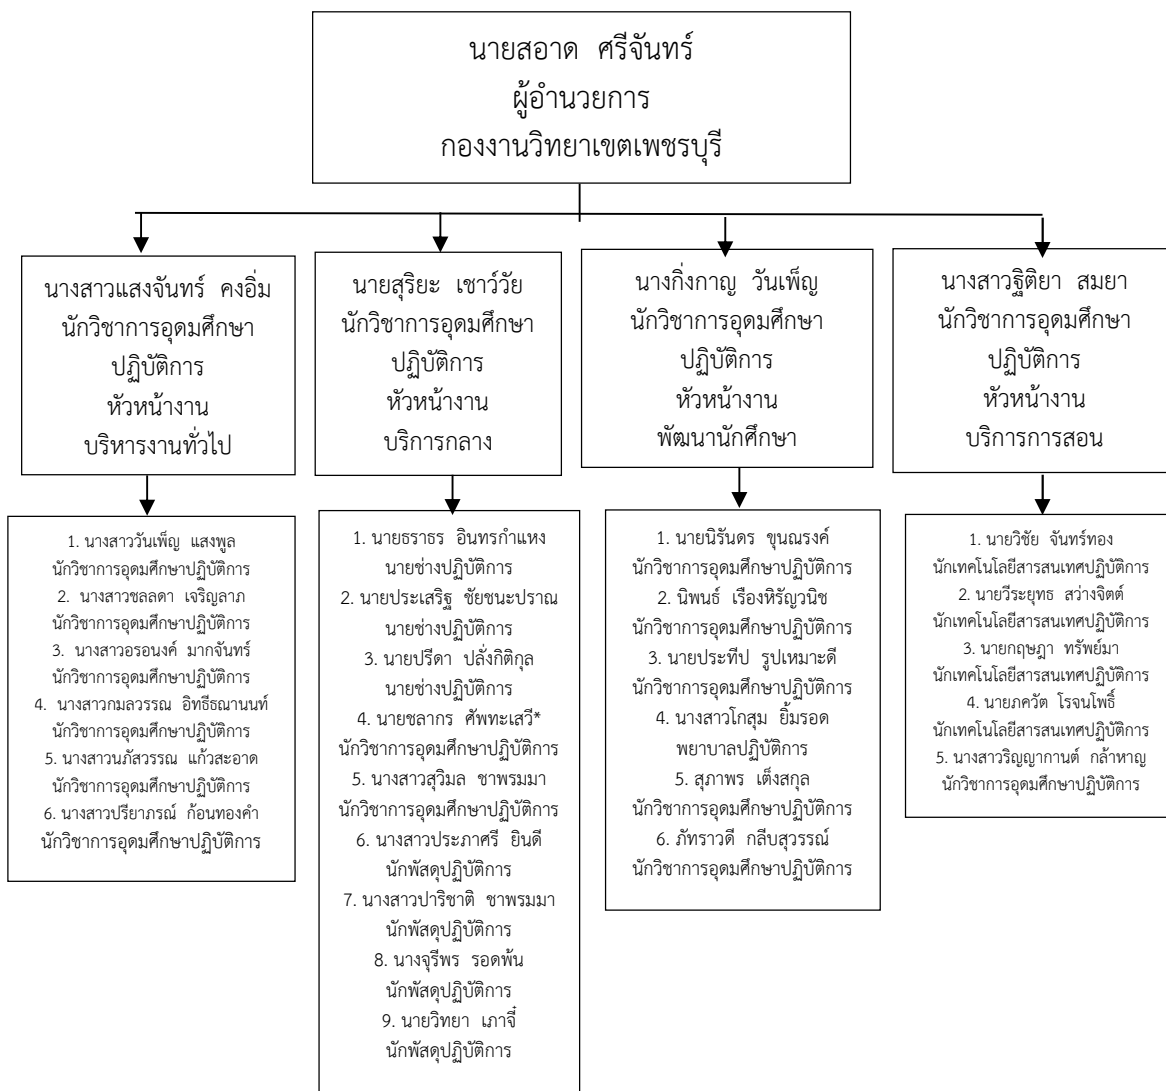 นายสอาด ศรีจันทร์
ผู้อำนวยการ
กองงานวิทยาเขตเพชรบุรี
นางสาวแสงจันทร์ คงอิ่ม
นักวิชาการอุดมศึกษา
ปฏิบัติการ
หัวหน้างาน
บริหารงานทั่วไป
นายสุริยะ เชาว์วัย
นักวิชาการอุดมศึกษา
ปฏิบัติการ
หัวหน้างาน
บริการกลาง
นางกิ่งกาญ วันเพ็ญ
นักวิชาการอุดมศึกษา
ปฏิบัติการ
หัวหน้างาน
พัฒนานักศึกษา
นางสาวฐิติยา สมยา
นักวิชาการอุดมศึกษา
ปฏิบัติการ
หัวหน้างาน
บริการการสอน
1. นางสาววันเพ็ญ แสงพูล
นักวิชาการอุดมศึกษาปฏิบัติการ
2. นางสาวชลลดา เจริญลาภ
นักวิชาการอุดมศึกษาปฏิบัติการ
3. นางสาวอรอนงค์ มากจันทร์
นักวิชาการอุดมศึกษาปฏิบัติการ
4. นางสาวกมลวรรณ อิทธีธณานนท์
นักวิชาการอุดมศึกษาปฏิบัติการ
5. นางสาวนภัสวรรณ แก้วสะอาด
นักวิชาการอุดมศึกษาปฏิบัติการ
6. นางสาวปรียาภรณ์ ก้อนทองคำ
นักวิชาการอุดมศึกษาปฏิบัติการ
1. นายธราธร อินทรกำแหง
นายช่างปฏิบัติการ
2. นายประเสริฐ ชัยชนะปราณ
นายช่างปฏิบัติการ
3. นายปรีดา ปลั่งกิติกุล
นายช่างปฏิบัติการ
4. นายชลากร ศัพทะเสวี*
นักวิชาการอุดมศึกษาปฏิบัติการ
5. นางสาวสุวิมล ชาพรมมา
นักวิชาการอุดมศึกษาปฏิบัติการ
6. นางสาวประภาศรี ยินดี
นักพัสดุปฏิบัติการ
7. นางสาวปาริชาติ ชาพรมมา
นักพัสดุปฏิบัติการ
8. นางจุรีพร รอดพ้น
นักพัสดุปฏิบัติการ
9. นายวิทยา เภาจี๋
นักพัสดุปฏิบัติการ
1. นายนิรันดร ขุนณรงค์
นักวิชาการอุดมศึกษาปฏิบัติการ
2. นิพนธ์ เรืองหิรัญวนิช
นักวิชาการอุดมศึกษาปฏิบัติการ
3. นายประทีป รูปเหมาะดี
นักวิชาการอุดมศึกษาปฏิบัติการ
4. นางสาวโกสุม ยิ้มรอด
พยาบาลปฏิบัติการ
5. สุภาพร เต็งสกุล
นักวิชาการอุดมศึกษาปฏิบัติการ
6. ภัทราวดี กลีบสุวรรณ์
นักวิชาการอุดมศึกษาปฏิบัติการ
1. นายวิชัย จันทร์ทอง
นักเทคโนโลยีสารสนเทศปฏิบัติการ
2. นายวีระยุทธ สว่างจิตต์
นักเทคโนโลยีสารสนเทศปฏิบัติการ
3. นายกฤษฎา ทรัพย์มา
นักเทคโนโลยีสารสนเทศปฏิบัติการ
4. นายภควัต โรจนโพธิ์
นักเทคโนโลยีสารสนเทศปฏิบัติการ
5. นางสาวริญญากานต์ กล้าหาญ
นักวิชาการอุดมศึกษาปฏิบัติการ